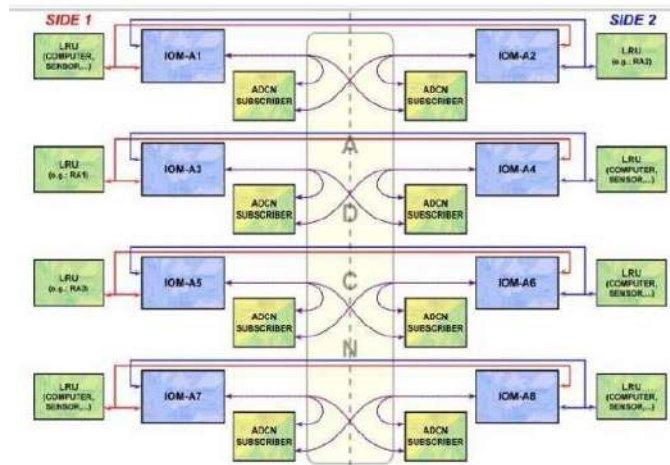 SIDE 1
SIDE 2
LRU
(COMPUTER,
SENSOR,...)
IOM-A1
IOM-A2
LRU
(e.g.: RA2)
ADCN
SUBSCRIBER
ADCN
SUBSCRIBER
A
LRU
(e.g.: RA1)
IOM-A3
IOM-A4
LRU
(COMPUTER,
SENSOR,...)
ADCN
SUBSCRIBER
ADCN
SUBSCRIBER
D
LRU
IOM-A5
IOM-A6
LRU
(COMPUTER,
SENSOR,...)
C
ADCN
SUBSCRIBER
ADCN
SUBSCRIBER
N
LRU
(COMPUTER,
SENSOR,...)
IOM-A7
IOM-A8
LRU
(COMPUTER,
SENSOR,...)
ADCN
SUBSCRIBER
ADCN
SUBSCRIBER